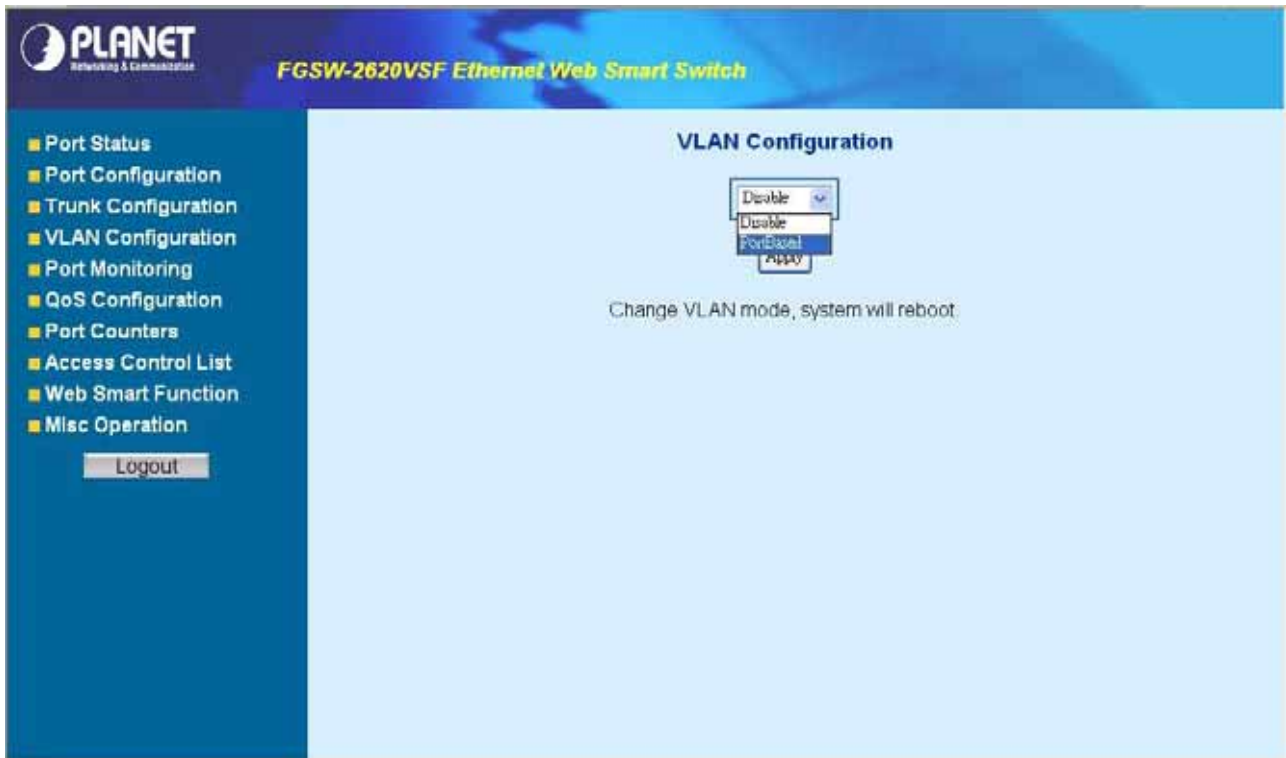 PLANET
Networking & Communication
FGSW-2620VSF Ethernet Web Smart Switch
Port Status
Port Configuration
Trunk Configuration
VLAN Configuration
Port Monitoring
QoS Configuration
Port Counters
Access Control List
Web Smart Function
Misc Operation
Logout
VLAN Configuration
Disable
Disable
PortBased
Apply
Change VLAN mode, system will reboot